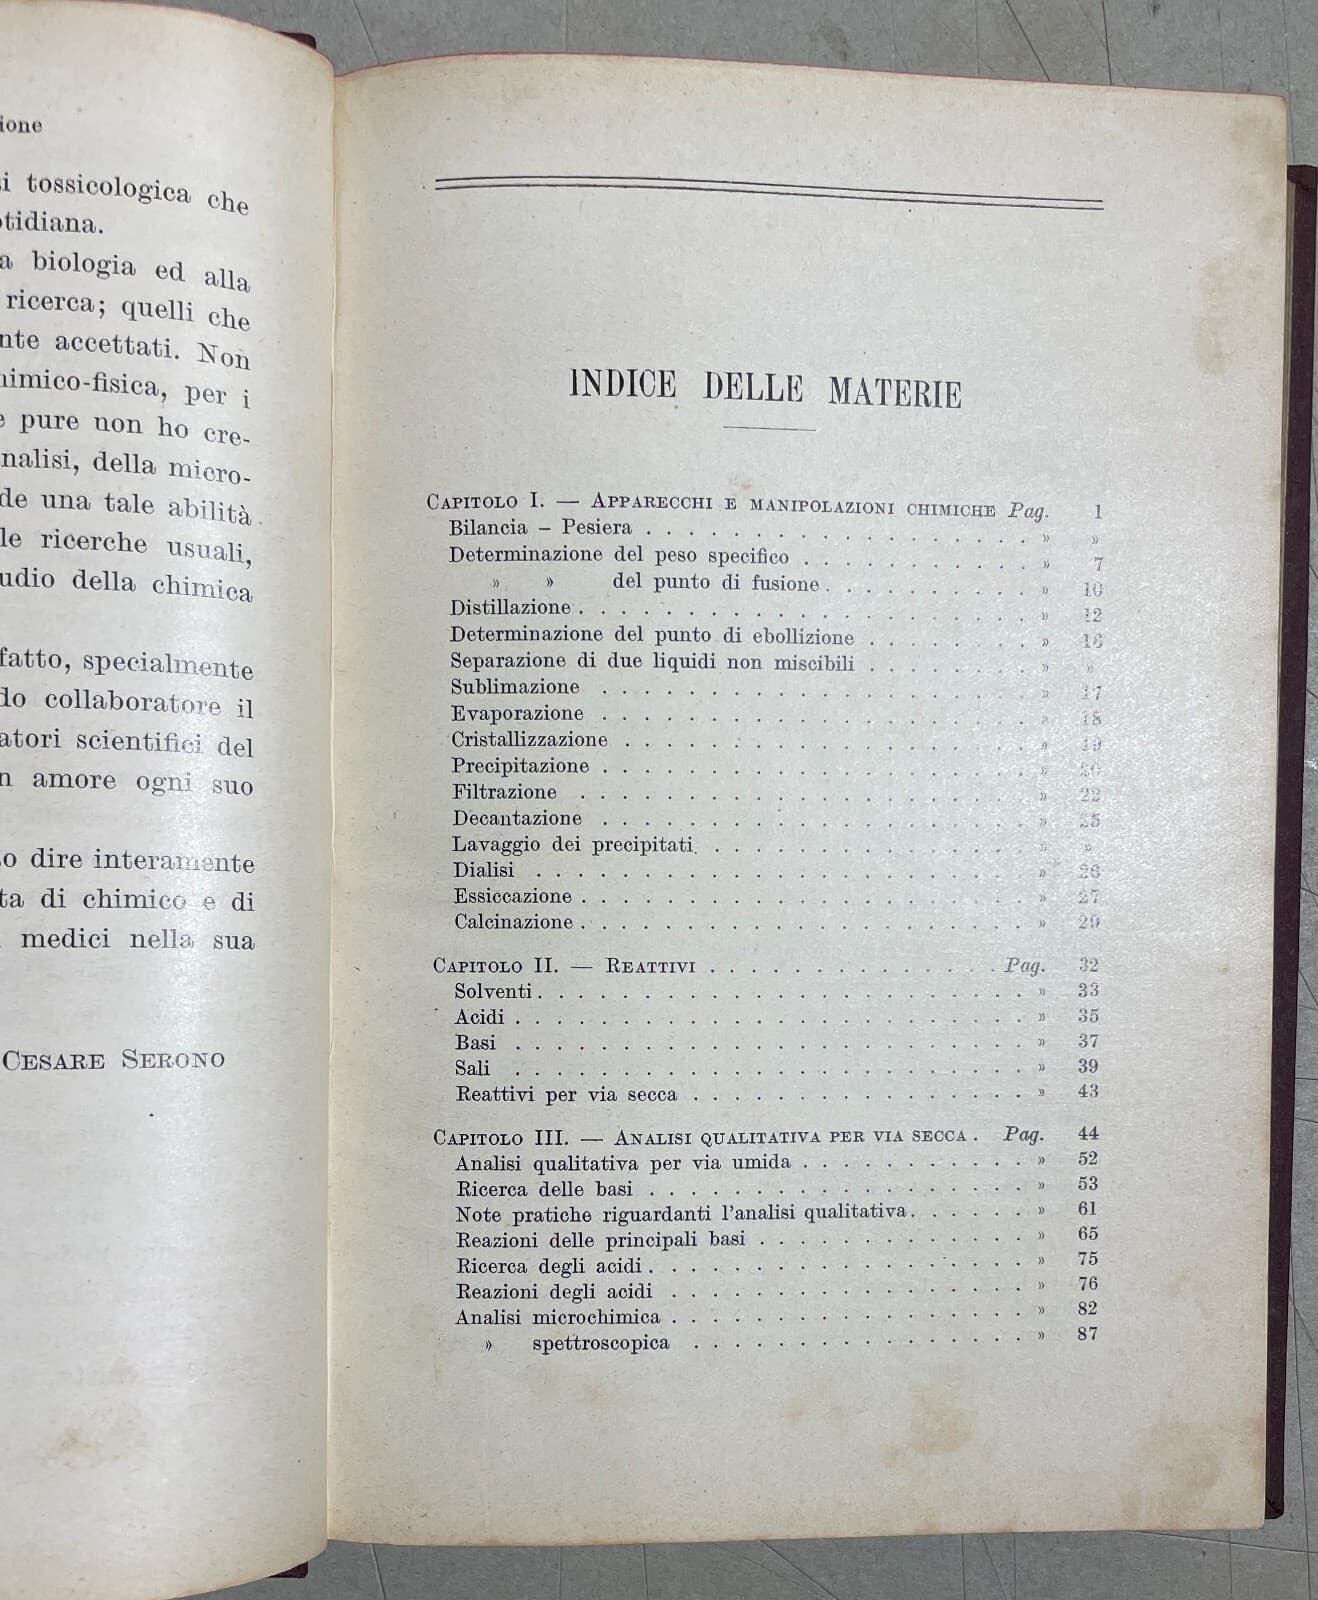 ione
i tossicologica che
otidiana.
a biologia ed alla
ricerca; quelli che
nte accettati. Non
himico-fisica, per i
e pure non ho cre-
nalisi, della micro-
de una tale abilità
le ricerche usuali,
udio della chimica
fatto, specialmente
do collaboratore il
atori scientifici del
n amore ogni suo
o dire interamente
ta di chimico e di
medici nella sua
CESARE SERONO
INDICE DELLE MATERIE
CAPITOLO I. — APPARECCHI E MANIPOLAZIONI CHIMICHE Pag. 1
Bilancia – Pesiera . . . . . . . . . . . . . . . . . . . » »
Determinazione del peso specifico . . . . . . . . . . . . » 7
» » del punto di fusione . . . . . . . . . . . » 10
Distillazione . . . . . . . . . . . . . . . . . . . . . . » 12
Determinazione del punto di ebollizione . . . . . . . . » 16
Separazione di due liquidi non miscibili . . . . . . . . » »
Sublimazione . . . . . . . . . . . . . . . . . . . . . » 17
Evaporazione . . . . . . . . . . . . . . . . . . . . . » 18
Cristallizzazione . . . . . . . . . . . . . . . . . . . . » 19
Precipitazione . . . . . . . . . . . . . . . . . . . . . » 20
Filtrazione . . . . . . . . . . . . . . . . . . . . . . » 22
Decantazione . . . . . . . . . . . . . . . . . . . . . » 25
Lavaggio dei precipitati . . . . . . . . . . . . . . . . » »
Dialisi . . . . . . . . . . . . . . . . . . . . . . . . » 26
Essiccazione . . . . . . . . . . . . . . . . . . . . . . » 27
Calcinazione . . . . . . . . . . . . . . . . . . . . . . » 29
CAPITOLO II. — REATTIVI . . . . . . . . . . . . . . Pag. 32
Solventi . . . . . . . . . . . . . . . . . . . . . . . . » 33
Acidi . . . . . . . . . . . . . . . . . . . . . . . . . » 35
Basi . . . . . . . . . . . . . . . . . . . . . . . . . » 37
Sali . . . . . . . . . . . . . . . . . . . . . . . . . » 39
Reattivi per via secca . . . . . . . . . . . . . . . . » 43
CAPITOLO III. — ANALISI QUALITATIVA PER VIA SECCA . Pag. 44
Analisi qualitativa per via umida . . . . . . . . . . . » 52
Ricerca delle basi . . . . . . . . . . . . . . . . . . » 53
Note pratiche riguardanti l'analisi qualitativa . . . . . . » 61
Reazioni delle principali basi . . . . . . . . . . . . . » 65
Ricerca degli acidi . . . . . . . . . . . . . . . . . . » 75
Reazioni degli acidi . . . . . . . . . . . . . . . . . » 76
Analisi microchimica . . . . . . . . . . . . . . . . . » 82
» spettroscopica . . . . . . . . . . . . . . . . » 87